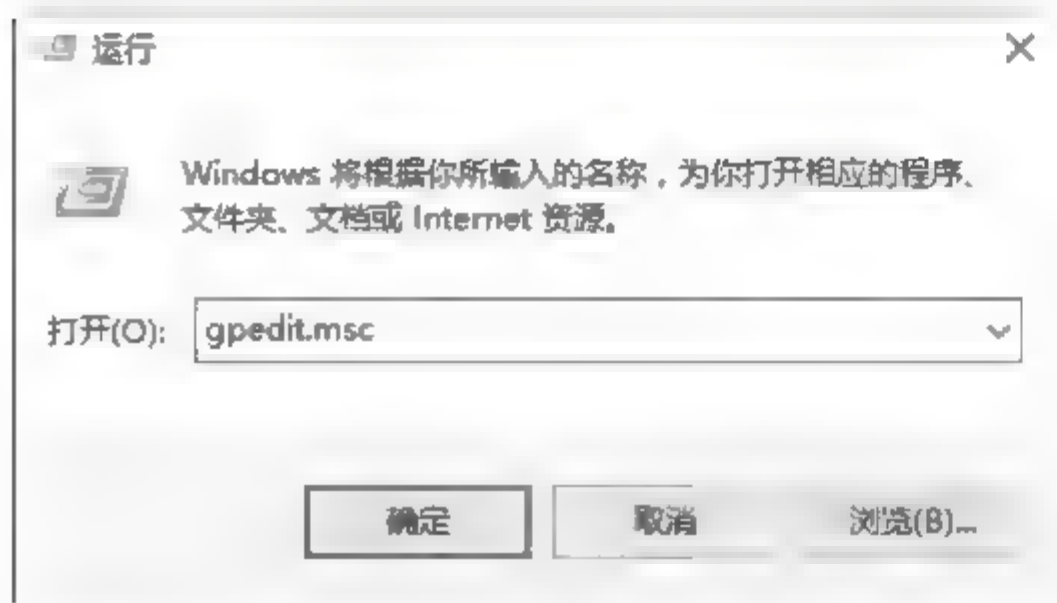 运行
Windows 将根据你所输入的名称，为你打开相应的程序、
文件夹、文档或 Internet 资源。
打开(O): gpedit.msc
确定 取消 浏览(B)...